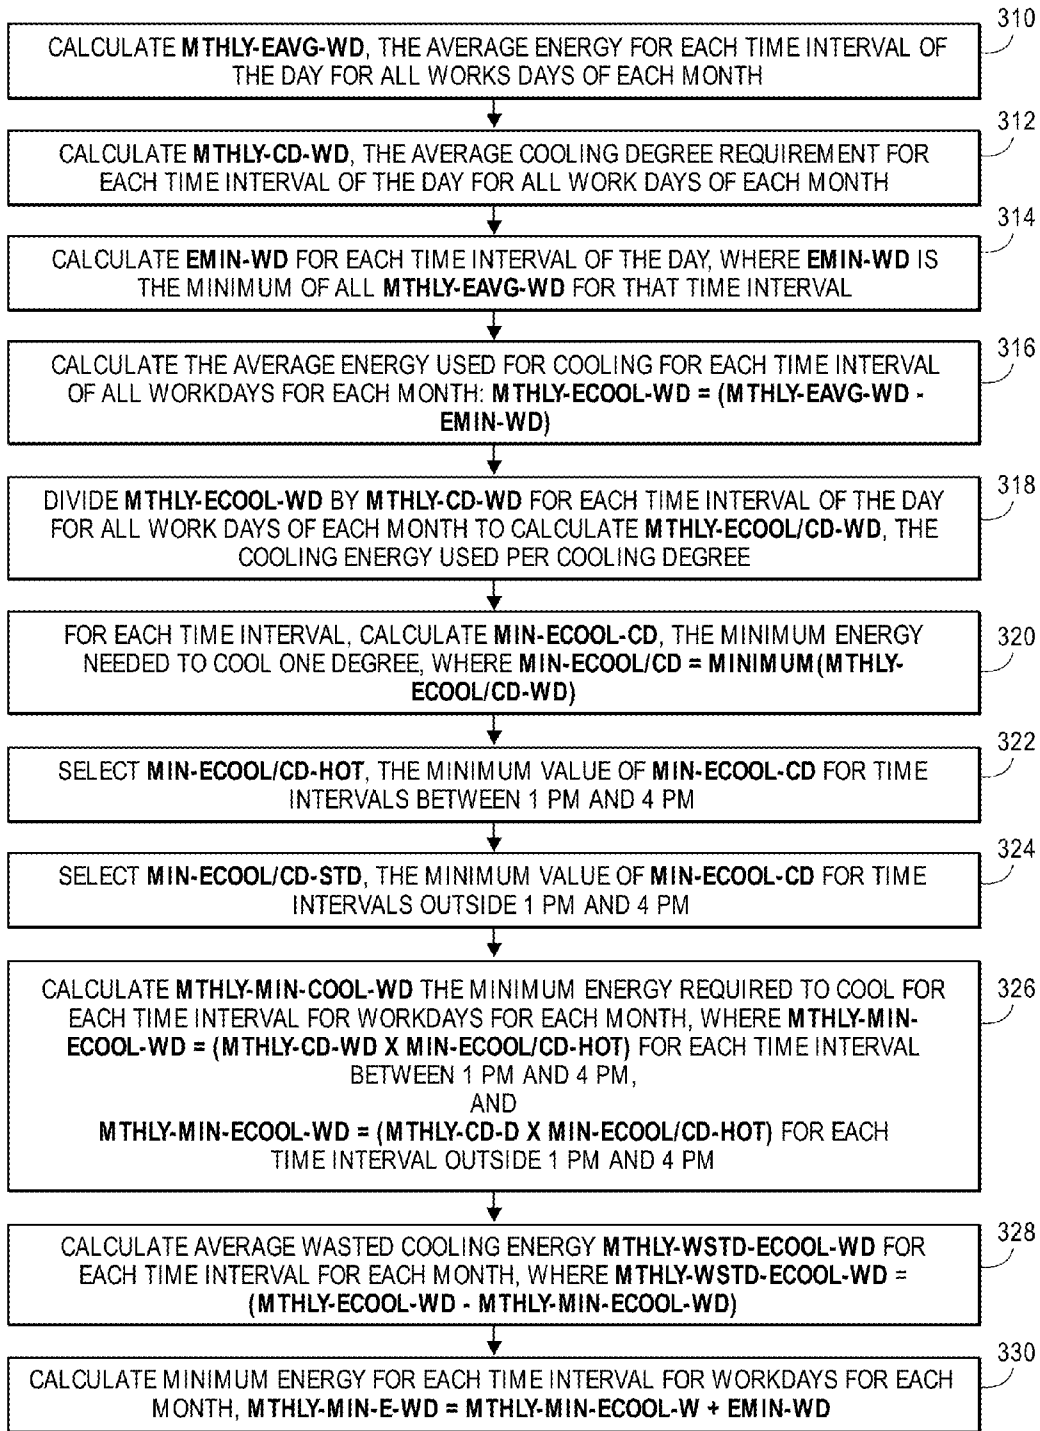 310
CALCULATE MTHLY-EAVG-WD, THE AVERAGE ENERGY FOR EACH TIME INTERVAL OF
THE DAY FOR ALL WORKS DAYS OF EACH MONTH
312
CALCULATE MTHLY-CD-WD, THE AVERAGE COOLING DEGREE REQUIREMENT FOR
EACH TIME INTERVAL OF THE DAY FOR ALL WORK DAYS OF EACH MONTH
314
CALCULATE EMIN-WD FOR EACH TIME INTERVAL OF THE DAY, WHERE EMIN-WD IS
THE MINIMUM OF ALL MTHLY-EAVG-WD FOR THAT TIME INTERVAL
316
CALCULATE THE AVERAGE ENERGY USED FOR COOLING FOR EACH TIME INTERVAL
OF ALL WORKDAYS FOR EACH MONTH: MTHLY-ECOOL-WD = (MTHLY-EAVG-WD -
EMIN-WD)
318
DIVIDE MTHLY-ECOOL-WD BY MTHLY-CD-WD FOR EACH TIME INTERVAL OF THE DAY
FOR ALL WORK DAYS OF EACH MONTH TO CALCULATE MTHLY-ECOOL/CD-WD, THE
COOLING ENERGY USED PER COOLING DEGREE
320
FOR EACH TIME INTERVAL, CALCULATE MIN-ECOOL-CD, THE MINIMUM ENERGY
NEEDED TO COOL ONE DEGREE, WHERE MIN-ECOOL/CD = MINIMUM(MTHLY-
ECOOL/CD-WD)
322
SELECT MIN-ECOOL/CD-HOT, THE MINIMUM VALUE OF MIN-ECOOL-CD FOR TIME
INTERVALS BETWEEN 1 PM AND 4 PM
324
SELECT MIN-ECOOL/CD-STD, THE MINIMUM VALUE OF MIN-ECOOL-CD FOR TIME
INTERVALS OUTSIDE 1 PM AND 4 PM
326
CALCULATE MTHLY-MIN-COOL-WD THE MINIMUM ENERGY REQUIRED TO COOL FOR
EACH TIME INTERVAL FOR WORKDAYS FOR EACH MONTH, WHERE MTHLY-MIN-
ECOOL-WD = (MTHLY-CD-WD X MIN-ECOOL/CD-HOT) FOR EACH TIME INTERVAL
BETWEEN 1 PM AND 4 PM,
AND
MTHLY-MIN-ECOOL-WD = (MTHLY-CD-D X MIN-ECOOL/CD-HOT) FOR EACH
TIME INTERVAL OUTSIDE 1 PM AND 4 PM
328
CALCULATE AVERAGE WASTED COOLING ENERGY MTHLY-WSTD-ECOOL-WD FOR
EACH TIME INTERVAL FOR EACH MONTH, WHERE MTHLY-WSTD-ECOOL-WD =
(MTHLY-ECOOL-WD - MTHLY-MIN-ECOOL-WD)
330
CALCULATE MINIMUM ENERGY FOR EACH TIME INTERVAL FOR WORKDAYS FOR EACH
MONTH, MTHLY-MIN-E-WD = MTHLY-MIN-ECOOL-W + EMIN-WD